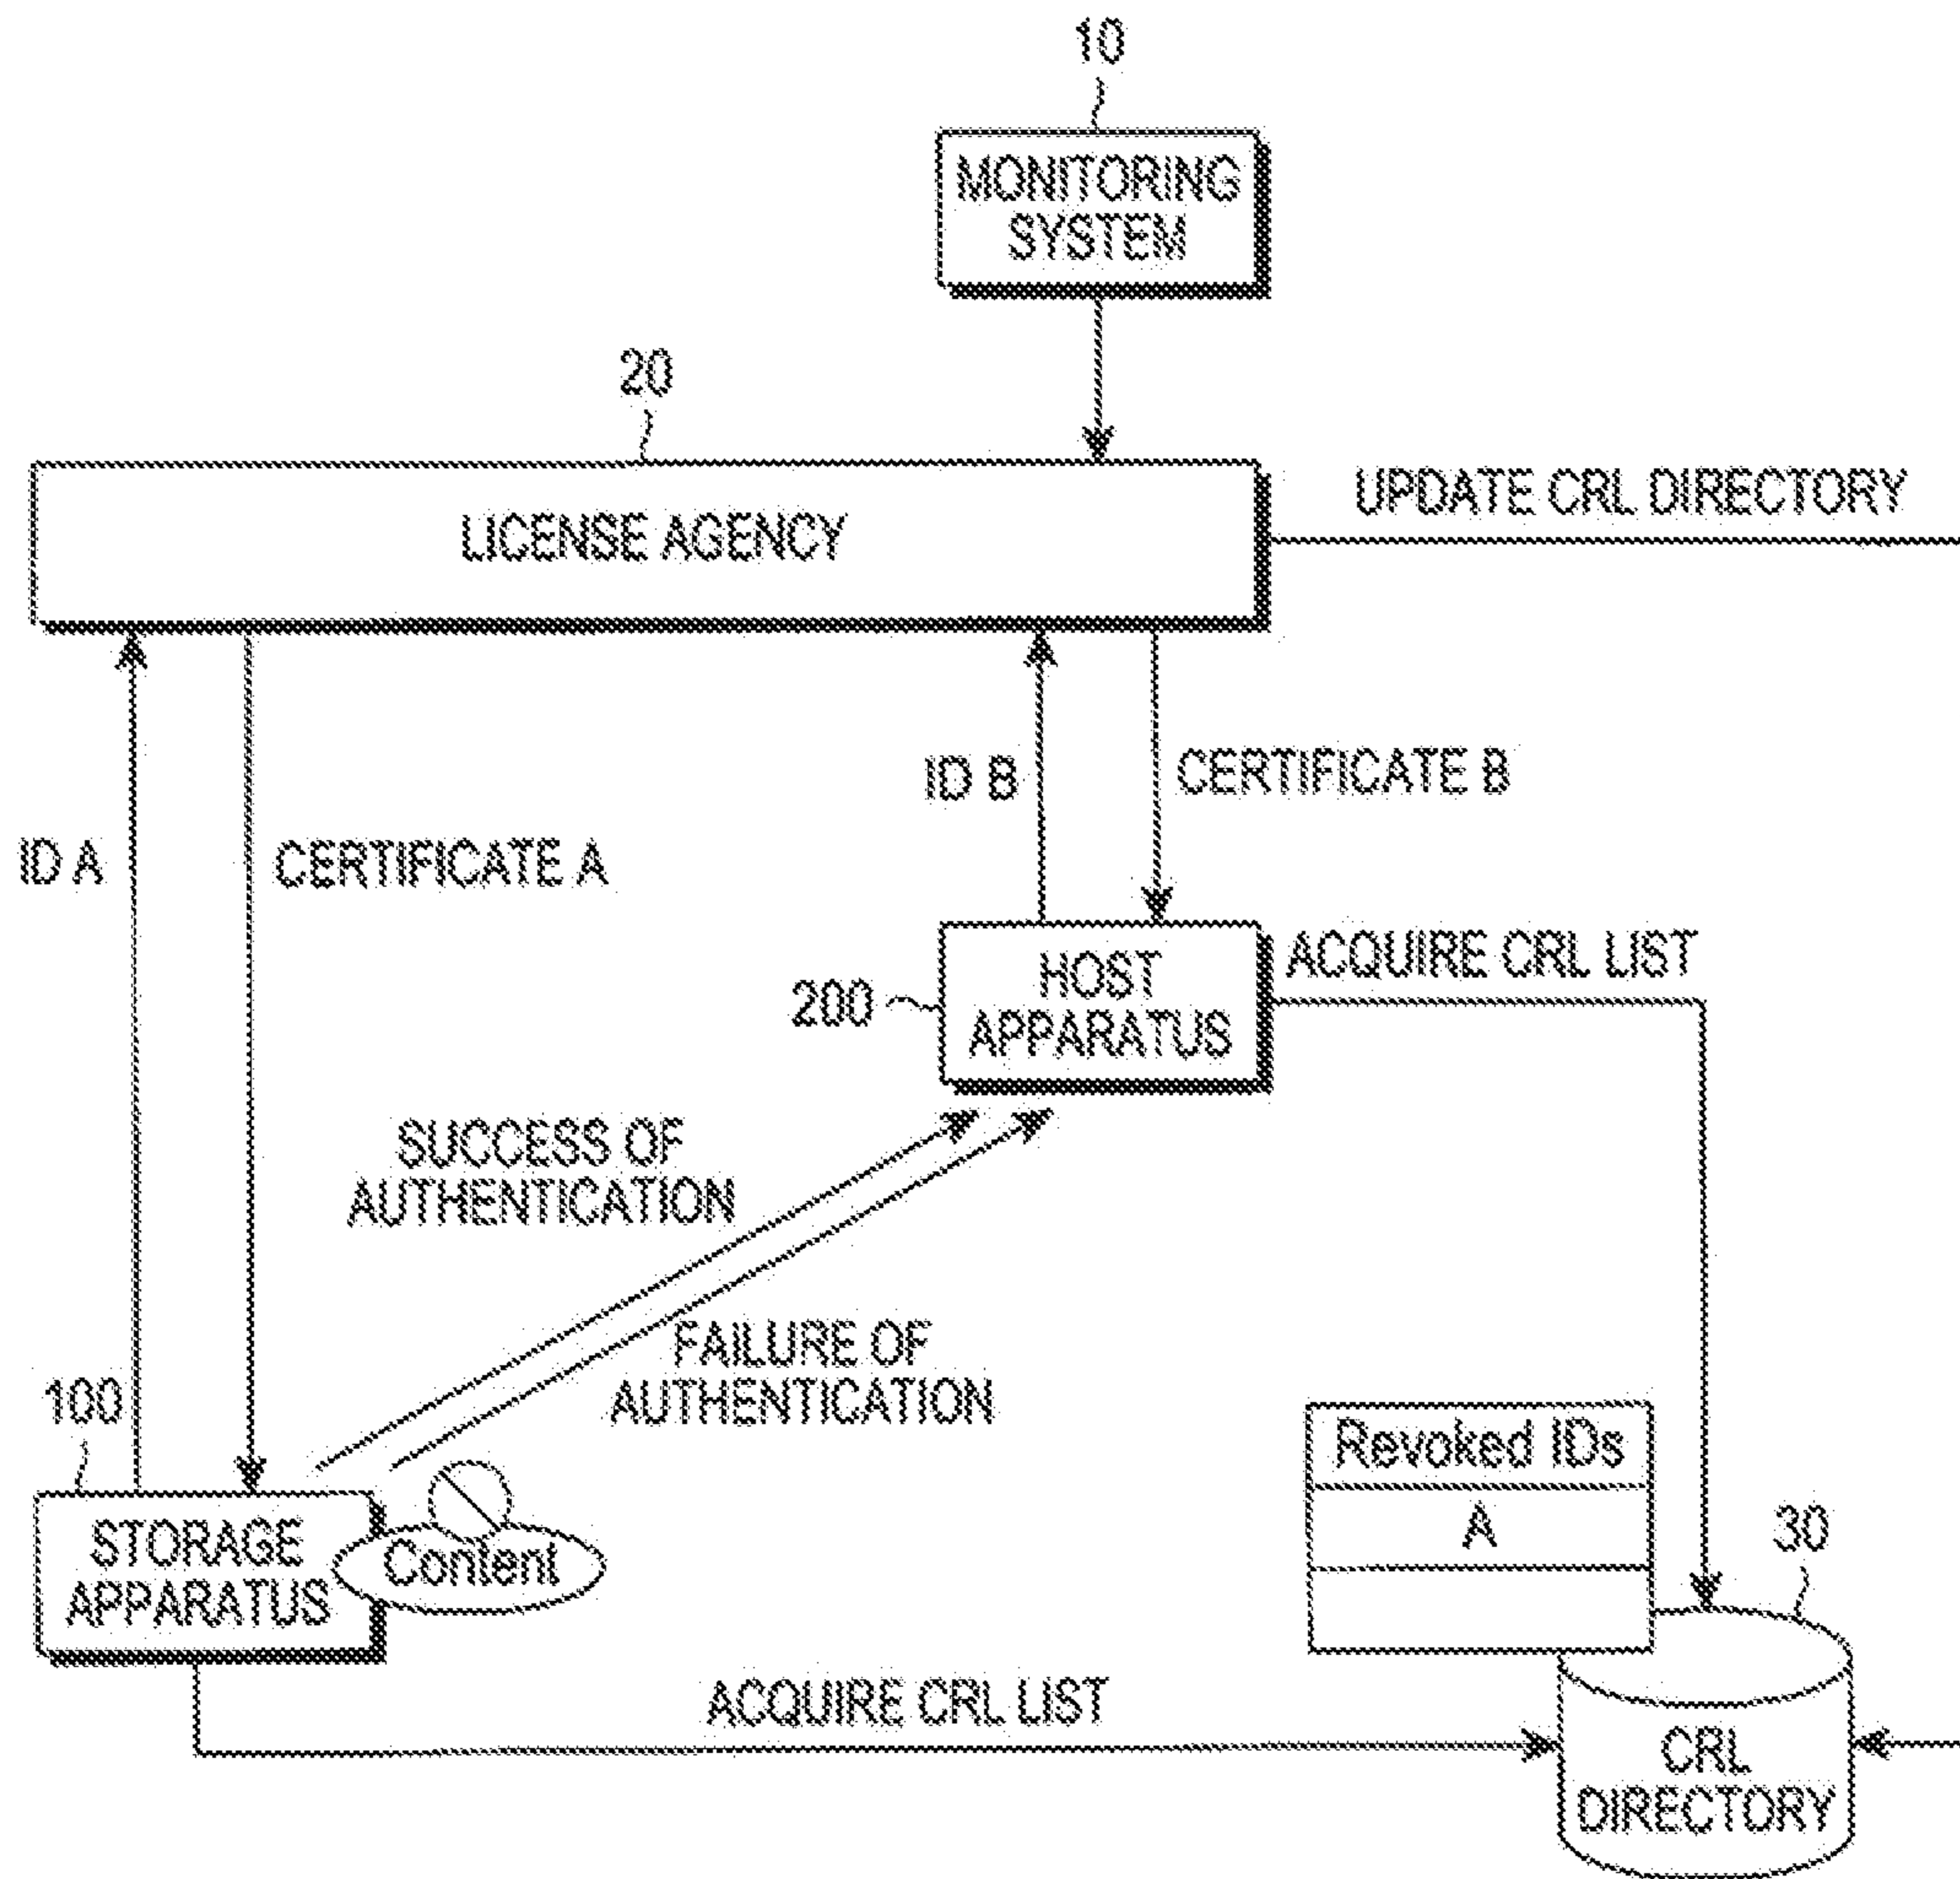 10
MONITORING
SYSTEM
20
LICENSE AGENCY
UPDATE CRL DIRECTORY
ID A
CERTIFICATE A
ID B
CERTIFICATE B
200
HOST
APPARATUS
ACQUIRE CRL LIST
SUCCESS OF
AUTHENTICATION
FAILURE OF
AUTHENTICATION
100
STORAGE
APPARATUS
Content
Revoked IDs
A
30
ACQUIRE CRL LIST
CRL
DIRECTORY